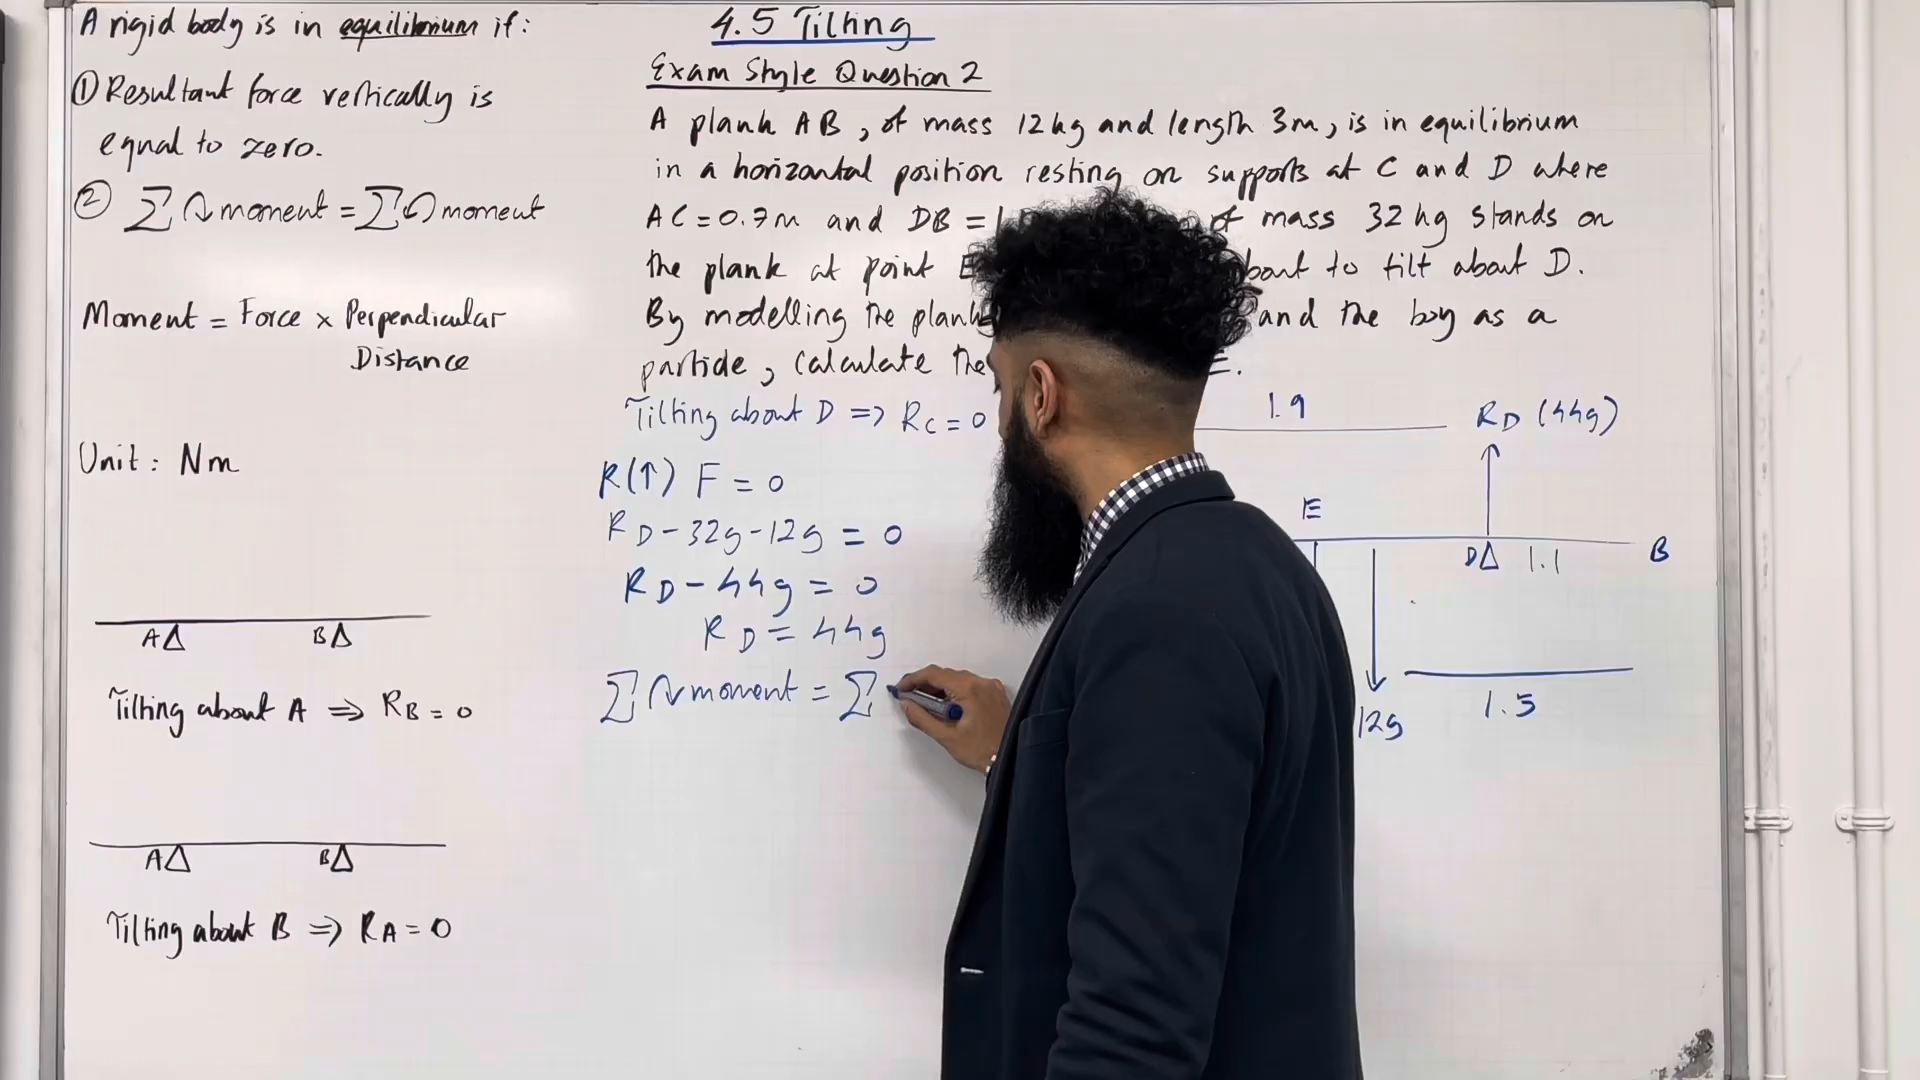 A rigid body is in equilibrium if:
① Resultant force vertically is
equal to zero.
② ∑↻ moment = ∑↺ moment
Moment = Force × Perpendicular
Distance
Unit: Nm
A△ B△
Tilting about A ⇒ RB = 0
A△ B△
Tilting about B ⇒ RA = 0
4.5 Tilting
Exam Style Question 2
A plank AB, of mass 12kg and length 3m, is in equilibrium
in a horizontal position resting on supports at C and D where
AC = 0.7m and DB = of mass 32kg stands on
the plank at point E to tilt about D.
By modelling the plank and the boy as a
particle, calculate the E.
Tilting about D => RC = 0
R(↑) F = 0
RD - 32g - 12g = 0
RD - 44g = 0
RD = 44g
∑↻ moment = ∑
1.9
RD (44g)
E
D△ 1.1 B
12g
1.5